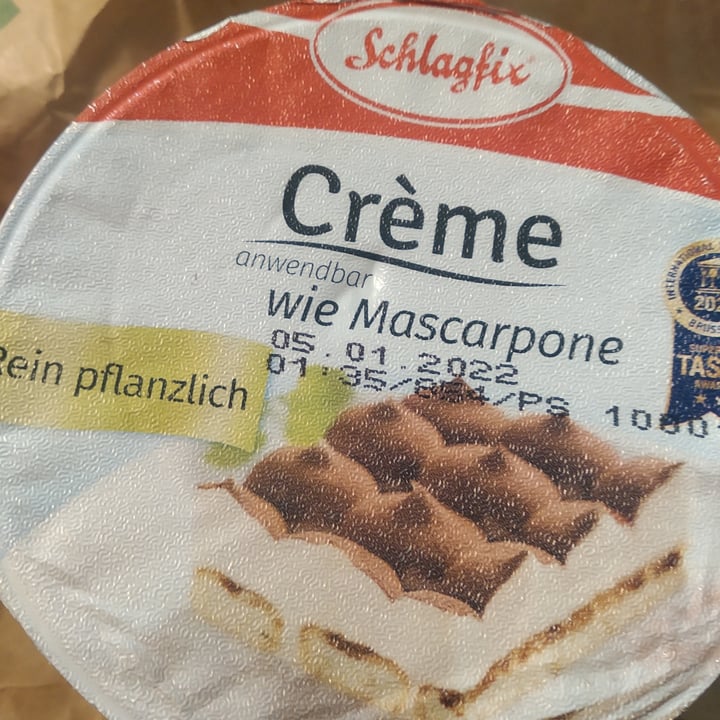 Schlagfix
Crème
anwendbar
wie Mascarpone
05.01.2022
Rein pflanzlich